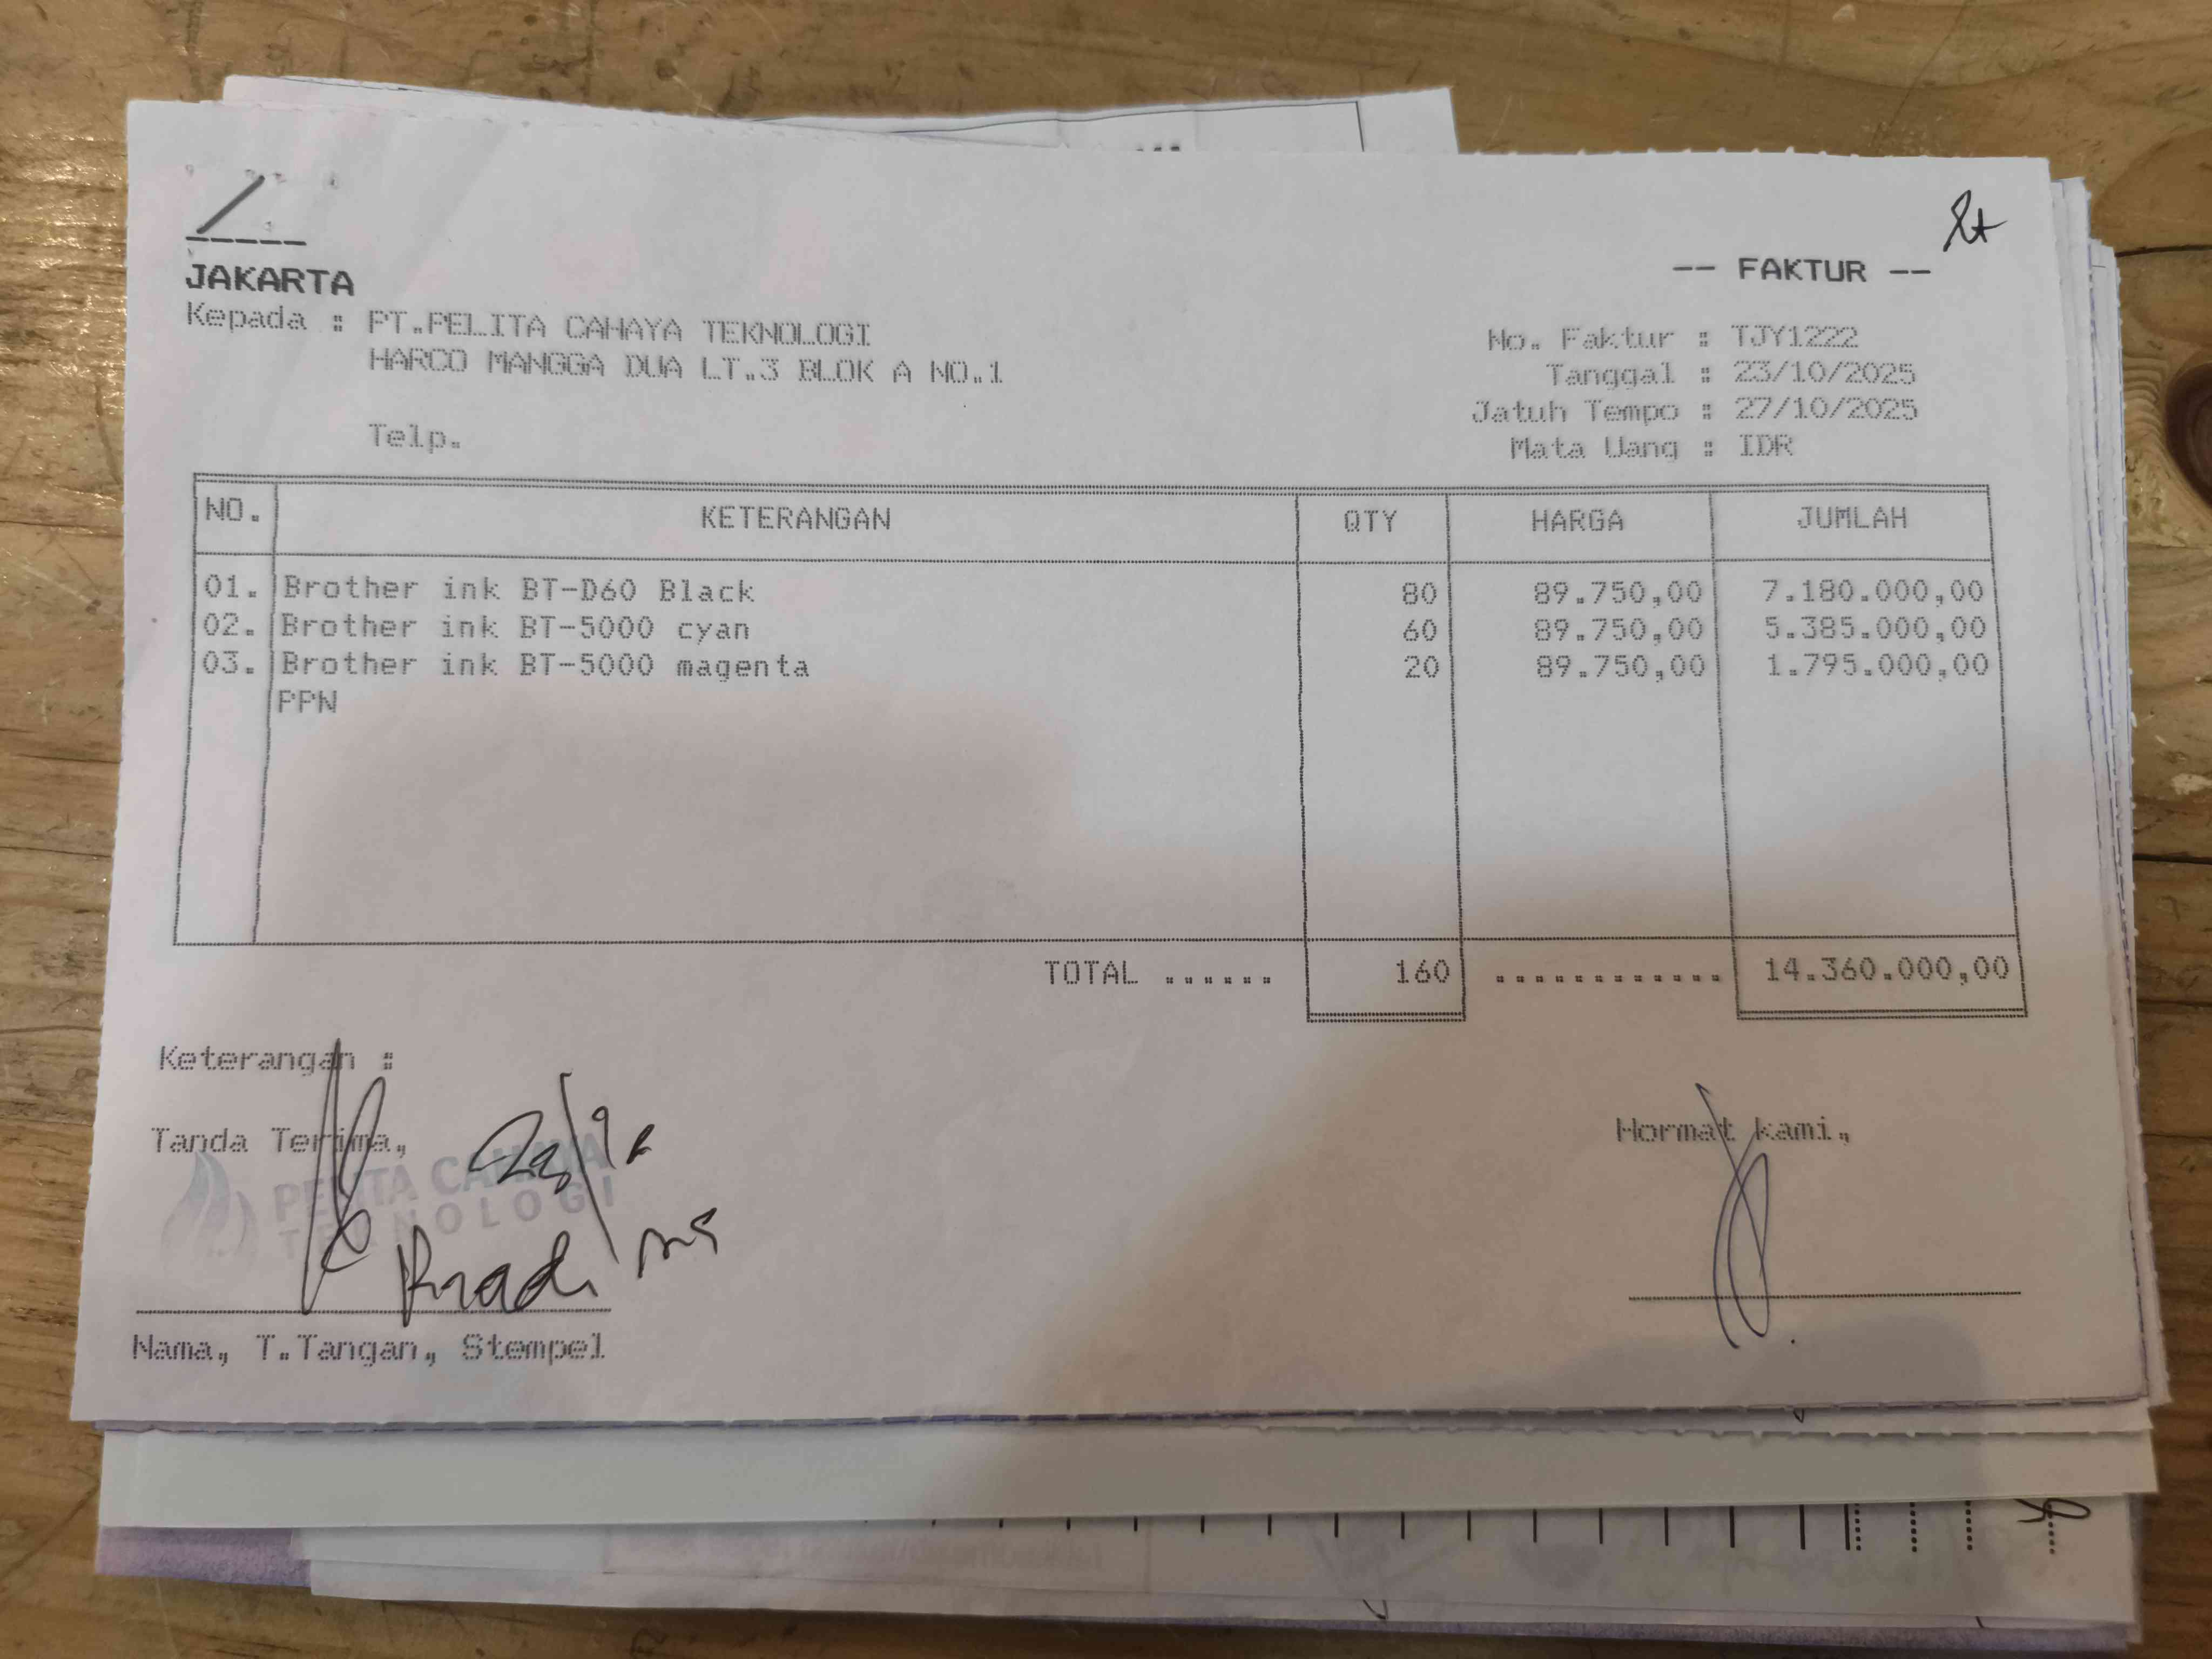 JAKARTA
-- FAKTUR --
Kepada : PT.PELITA CAHAYA TEKNOLOGI
HARCO MANGGA DUA LT.3 BLOK A NO.1
Telp.
No. Faktur : TJY1222
Tanggal : 23/10/2025
Jatuh Tempo : 27/10/2025
Mata Uang : IDR
NO. KETERANGAN QTY HARGA JUMLAH
01. Brother ink BT-D60 Black 80 89.750,00 7.180.000,00
02. Brother ink BT-5000 cyan 60 89.750,00 5.385.000,00
03. Brother ink BT-5000 magenta 20 89.750,00 1.795.000,00
PPN
TOTAL ...... 160 ............ 14.360.000,00
Keterangan :
Tanda Terima,
Hormat kami,
PELITA CAHAYA
TEKNOLOGI
Nama, T.Tangan, Stempel